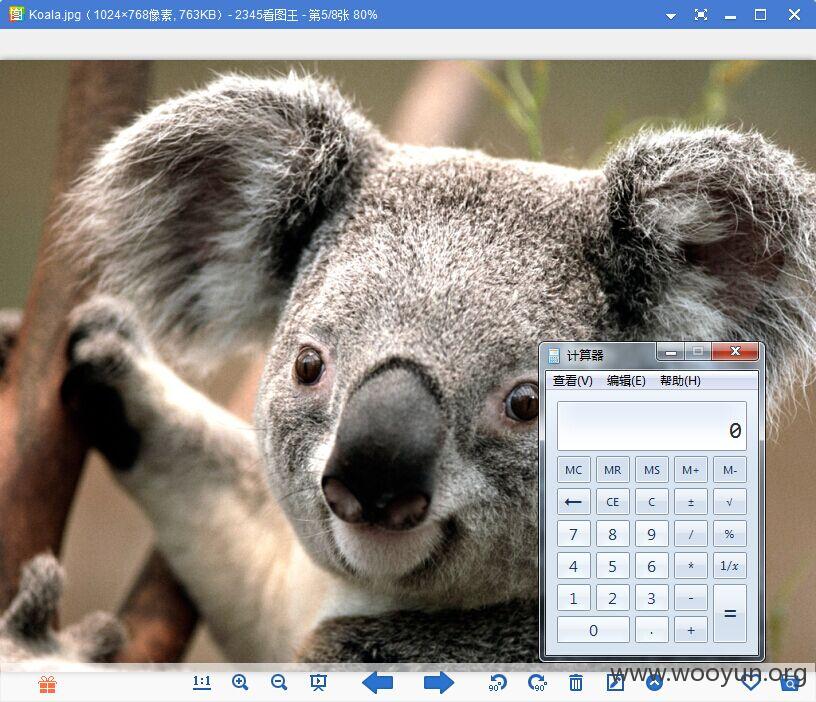 Koala.jpg（1024×768像素, 763KB）- 2345看图王 - 第5/8张 80%
计算器
查看(V) 编辑(E) 帮助(H)
0
MC MR MS M+ M-
← CE C ± √
7 8 9 / %
4 5 6 * 1/x
1 2 3 - =
0 . +
1:1
90° 90°
www.wooyun.org